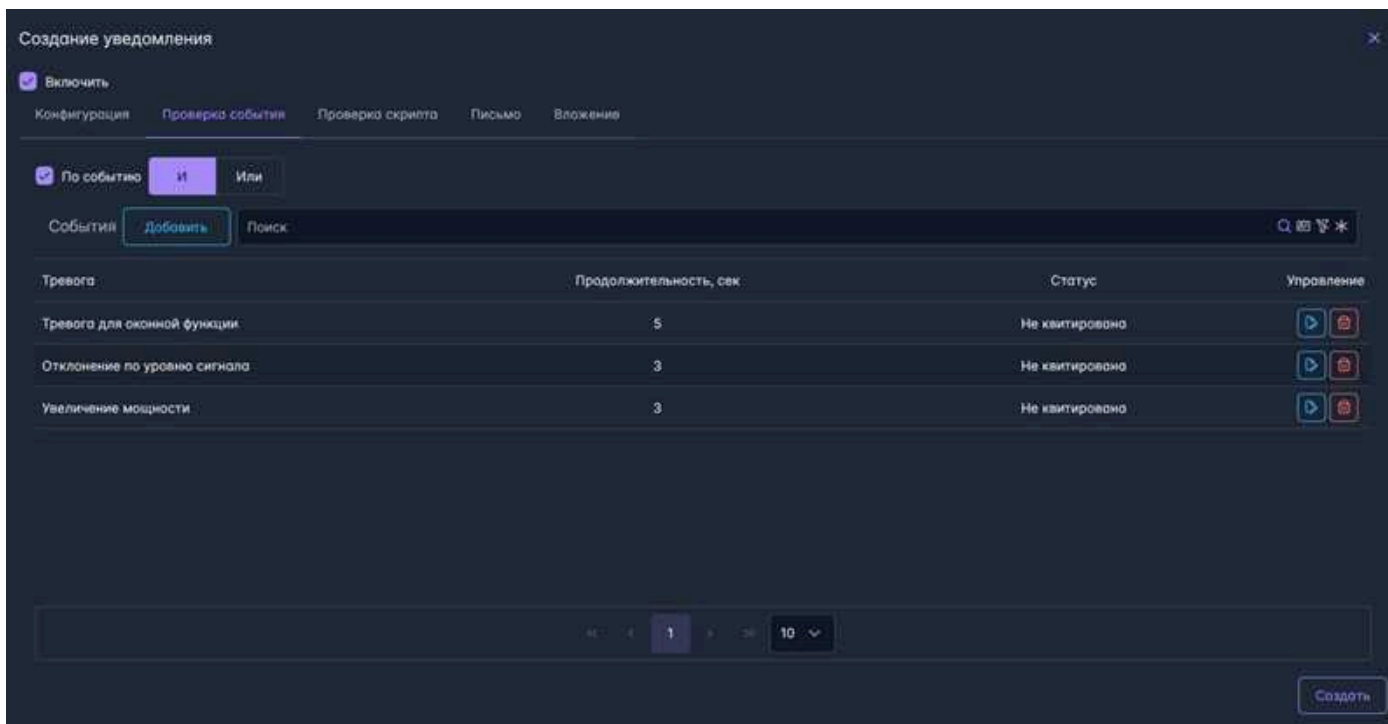 Создание уведомления
Включить
Конфигурация Проверка события Проверка скрипта Письмо Вложение
По событию И Или
События Добавить Поиск
Тревога Продолжительность, сек Статус Управление
Тревога для оконной функции 5 Не квитировано
Отклонение по уровню сигнала 3 Не квитировано
Увеличение мощности 3 Не квитировано
1 10
Создать